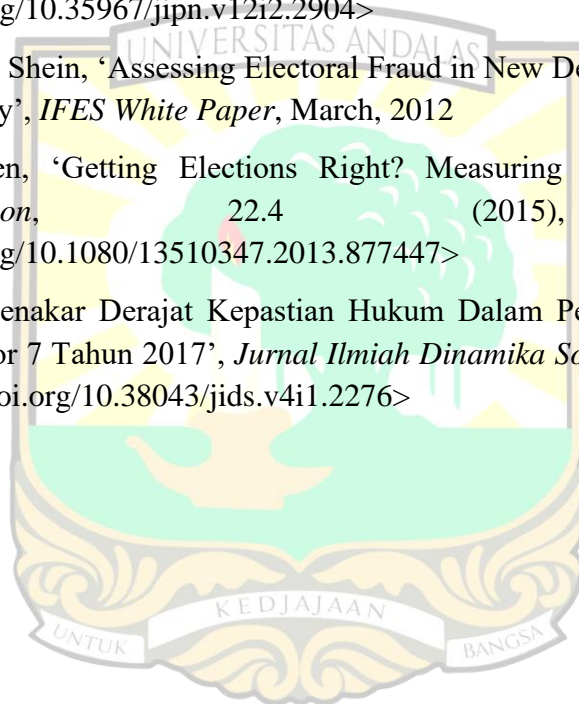 g/10.35967/jipn.v12i2.2904>
UNIVERSITAS ANDALAS
Shein, ‘Assessing Electoral Fraud in New De
y’, IFES White Paper, March, 2012
en, ‘Getting Elections Right? Measuring
on, 22.4 (2015),
g/10.1080/13510347.2013.877447>
enakar Derajat Kepastian Hukum Dalam Pe
or 7 Tahun 2017’, Jurnal Ilmiah Dinamika So
oi.org/10.38043/jids.v4i1.2276>
KEDJAJAAN
UNTUK BANGSA